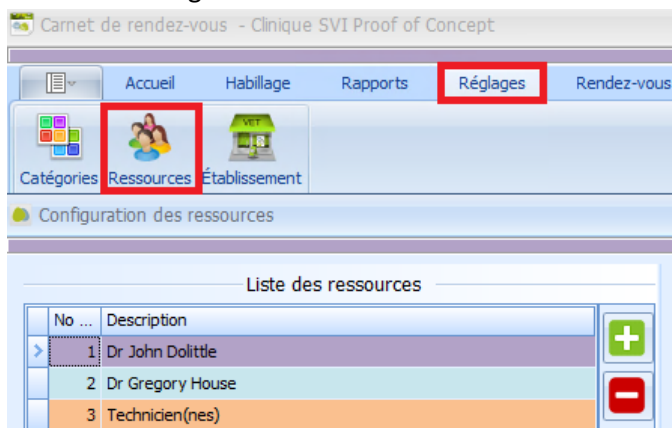 Carnet de rendez-vous - Clinique SVI Proof of Concept
Accueil Habillage Rapports Réglages Rendez-vous
VET
Catégories Ressources Établissement
Configuration des ressources
Liste des ressources
No ... Description
1 Dr John Dolittle
2 Dr Gregory House
3 Technicien(nes)